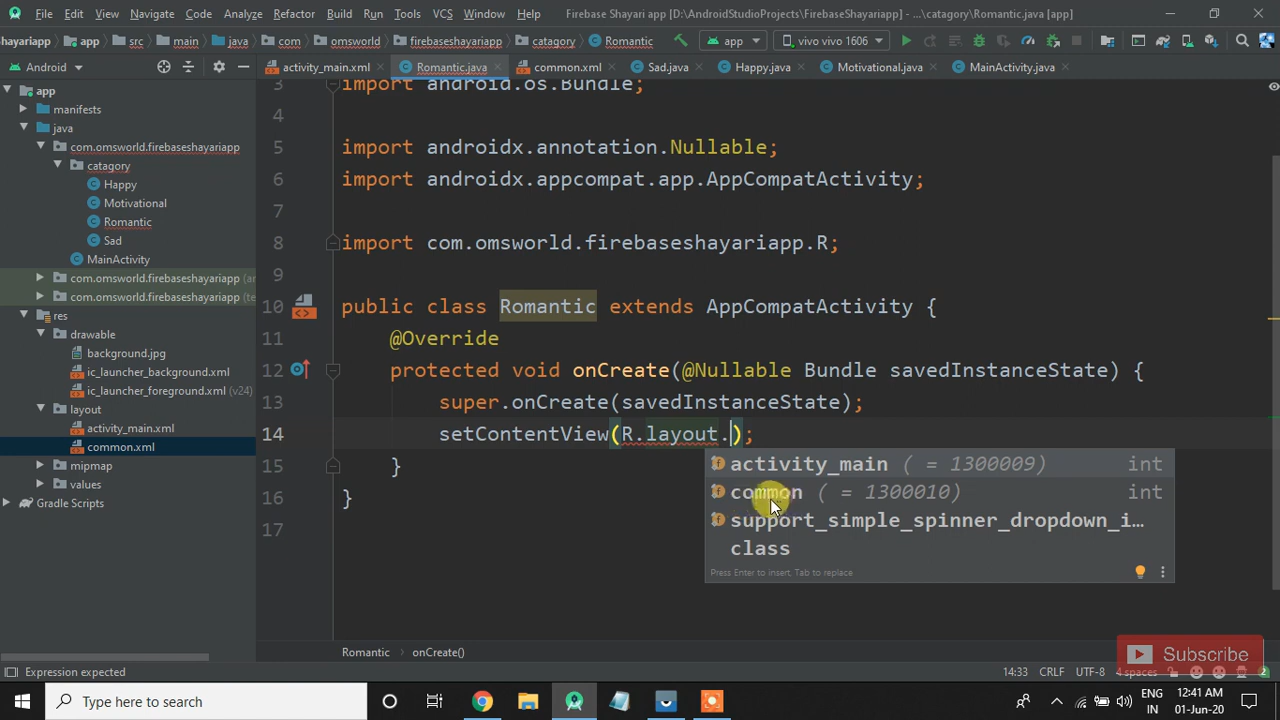 File Edit View Navigate Code Analyze Refactor Build Run Tools VCS Window Help Firebase Shayari app [D:\AndroidStudioProjects\FirebaseShayariapp] - ...\catagory\Romantic.java [app]
shayariapp app src main java com omsworld firebaseshayariapp catagory Romantic app vivo vivo 1606
Android activity_main.xml Romantic.java common.xml Sad.java Happy.java Motivational.java MainActivity.java
app
manifests
java
com.omsworld.firebaseshayariapp
catagory
Happy
Motivational
Romantic
Sad
MainActivity
com.omsworld.firebaseshayariapp (ar
com.omsworld.firebaseshayariapp (te
res
drawable
background.jpg
ic_launcher_background.xml
ic_launcher_foreground.xml (v24)
layout
activity_main.xml
common.xml
mipmap
values
Gradle Scripts
3 import android.os.Bundle;
4
5 import androidx.annotation.Nullable;
6 import androidx.appcompat.app.AppCompatActivity;
7
8 import com.omsworld.firebaseshayariapp.R;
9
10 public class Romantic extends AppCompatActivity {
11 @Override
12 protected void onCreate(@Nullable Bundle savedInstanceState) {
13 super.onCreate(savedInstanceState);
14 setContentView(R.layout.);
15 }
16 }
17
activity_main ( = 1300009) int
common ( = 1300010) int
support_simple_spinner_dropdown_i...
class
Press Enter to insert, Tab to replace
Romantic onCreate()
Subscribe
Expression expected 14:33 CRLF UTF-8 4 spaces 2
Type here to search ENG 12:41 AM
IN 01-Jun-20